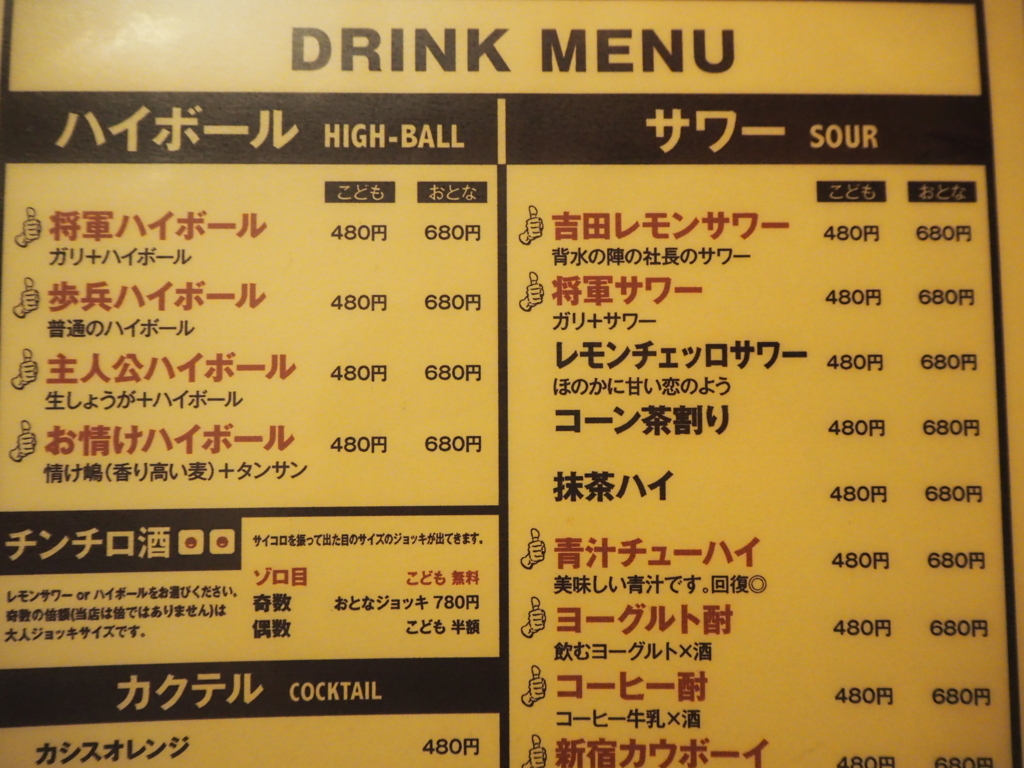 DRINK MENU
ハイボール HIGH-BALL
こども おとな
将軍ハイボール 480円 680円
ガリ+ハイボール
歩兵ハイボール 480円 680円
普通のハイボール
主人公ハイボール 480円 680円
生しょうが+ハイボール
お情けハイボール 480円 680円
情け嶋(香り高い麦)+タンサン
チンチロ酒
サイコロを振って出た目のサイズのジョッキが出てきます。
レモンサワー or ハイボールをお選びください。
奇数の倍額(当店は倍ではありません)は
大人ジョッキサイズです。
ゾロ目 こども 無料
奇数 おとなジョッキ 780円
偶数 こども 半額
カクテル COCKTAIL
カシスオレンジ 480円
サワー SOUR
こども おとな
吉田レモンサワー 480円 680円
背水の陣の社長のサワー
将軍サワー 480円 680円
ガリ+サワー
レモンチェッロサワー 480円 680円
ほのかに甘い恋のよう
コーン茶割り 480円 680円
抹茶ハイ 480円 680円
青汁チューハイ 480円 680円
美味しい青汁です。回復◎
ヨーグルト酎 480円 680円
飲むヨーグルト×酒
コーヒー酎 480円 680円
コーヒー牛乳×酒
新宿カウボーイ 480円 680円